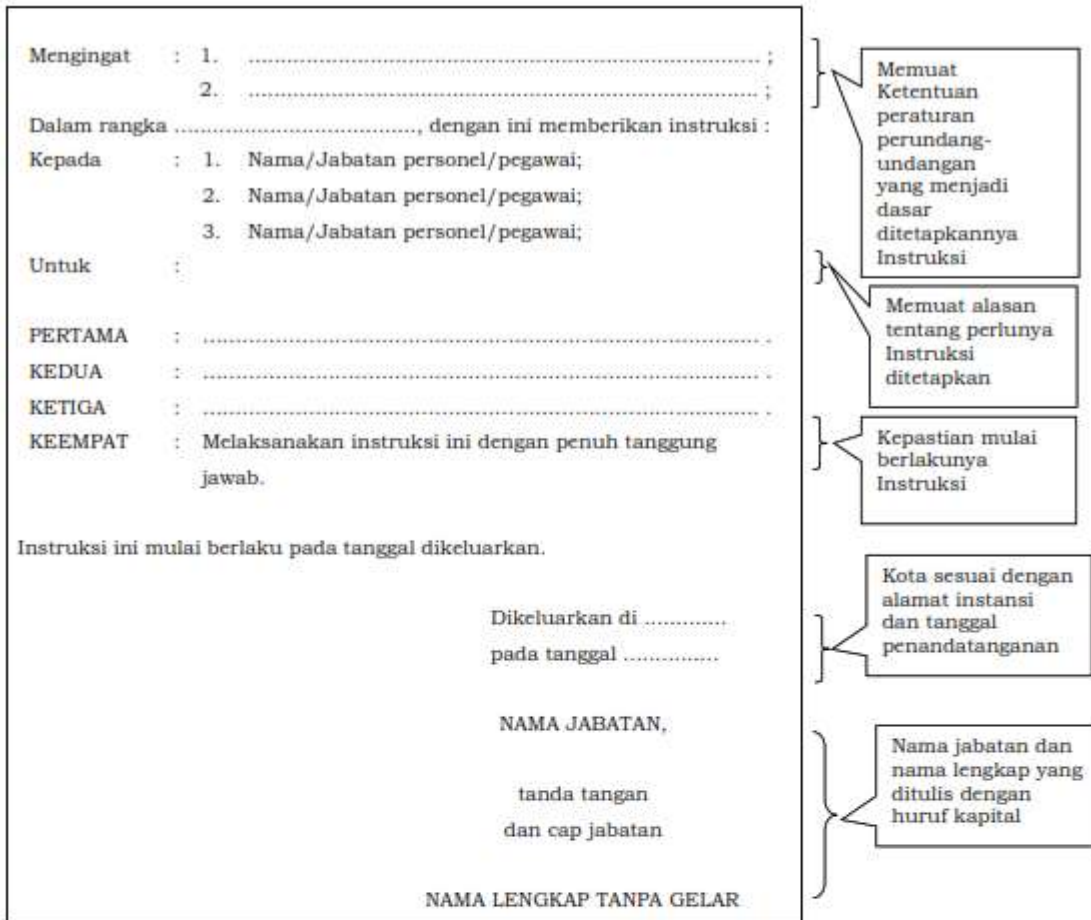 Mengingat : 1. ........................................................................................ ;
2. ........................................................................................ ;
Dalam rangka ........................................, dengan ini memberikan instruksi :
Kepada : 1. Nama/Jabatan personel/pegawai;
2. Nama/Jabatan personel/pegawai;
3. Nama/Jabatan personel/pegawai;
Untuk :
PERTAMA : ................................................................................................ .
KEDUA : ................................................................................................ .
KETIGA : ................................................................................................ .
KEEMPAT : Melaksanakan instruksi ini dengan penuh tanggung
jawab.
Instruksi ini mulai berlaku pada tanggal dikeluarkan.
Dikeluarkan di .............
pada tanggal ...............
NAMA JABATAN,
tanda tangan
dan cap jabatan
NAMA LENGKAP TANPA GELAR
Memuat
Ketentuan
peraturan
perundang-
undangan
yang menjadi
dasar
ditetapkannya
Instruksi
Memuat alasan
tentang perlunya
Instruksi
ditetapkan
Kepastian mulai
berlakunya
Instruksi
Kota sesuai dengan
alamat instansi
dan tanggal
penandatanganan
Nama jabatan dan
nama lengkap yang
ditulis dengan
huruf kapital